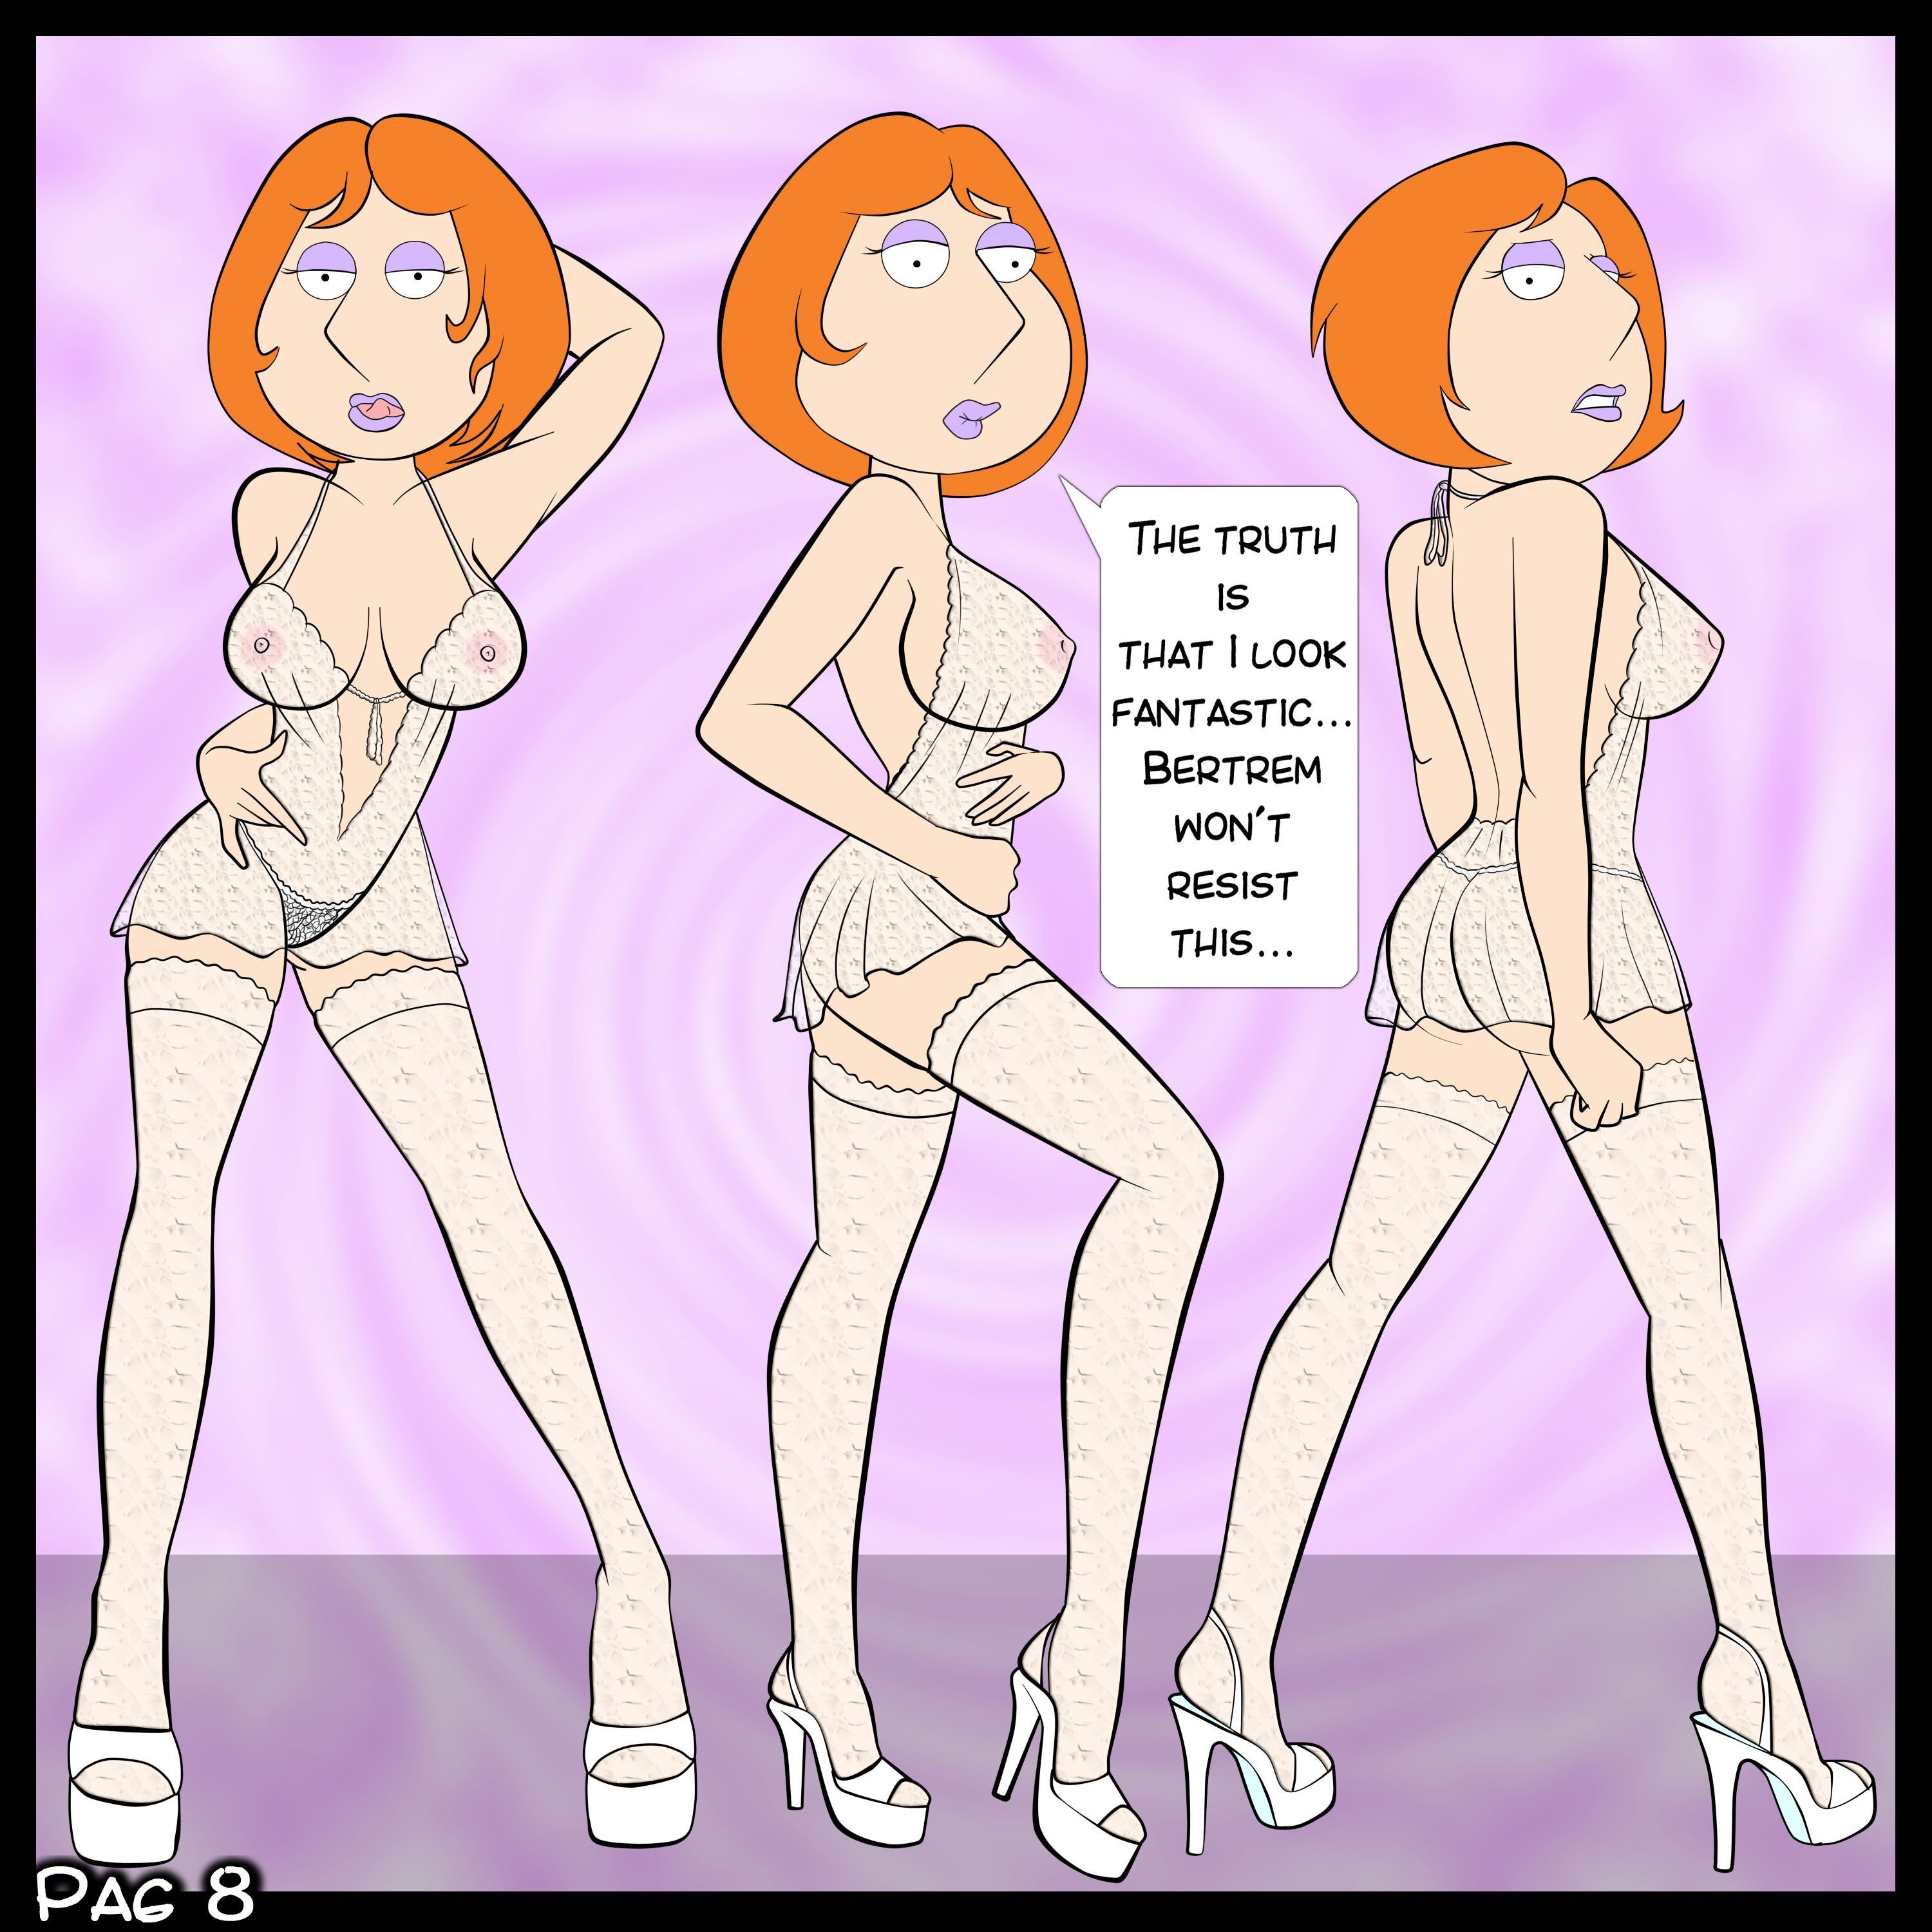 The truth
is
that I look
fantastic...
Bertrem
won't
resist
this...
Pag 8